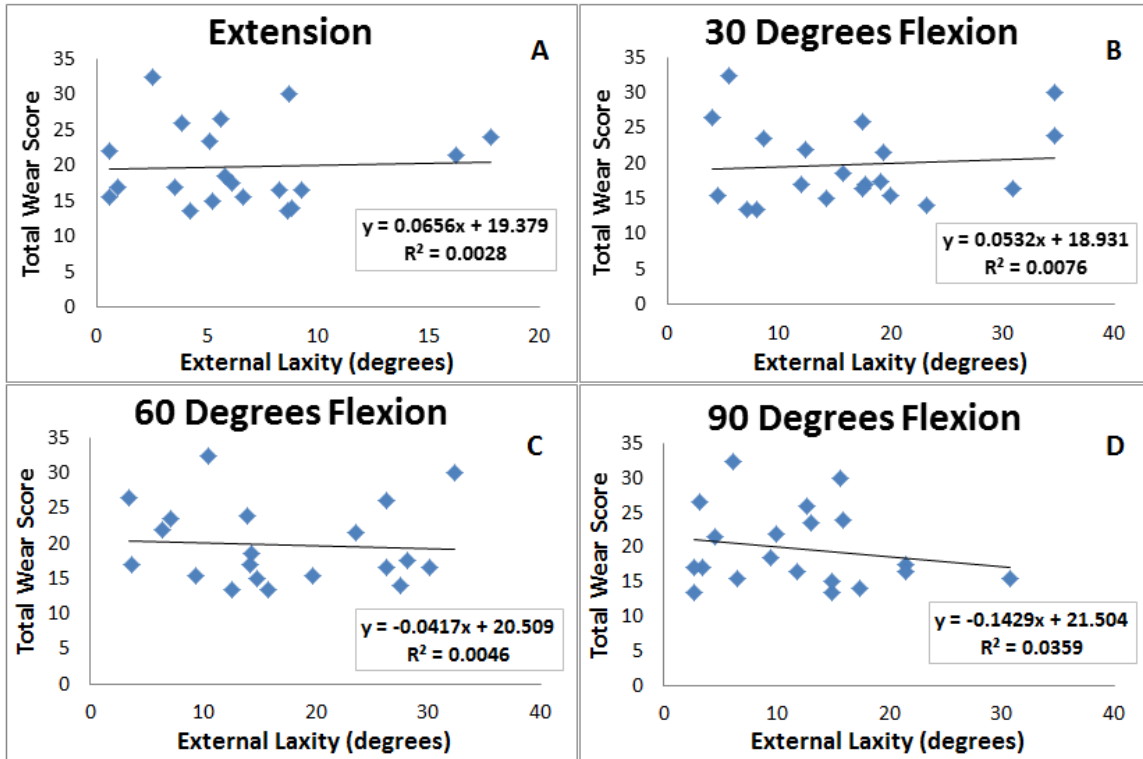 Extension
A
Total Wear Score
35
30
25
20
15
10
5
0
0 5 10 15 20
External Laxity (degrees)
y = 0.0656x + 19.379
R² = 0.0028
30 Degrees Flexion
B
Total Wear Score
35
30
25
20
15
10
5
0
0 10 20 30 40
External Laxity (degrees)
y = 0.0532x + 18.931
R² = 0.0076
60 Degrees Flexion
C
Total Wear Score
35
30
25
20
15
10
5
0
0 10 20 30 40
External Laxity (degrees)
y = -0.0417x + 20.509
R² = 0.0046
90 Degrees Flexion
D
Total Wear Score
35
30
25
20
15
10
5
0
0 10 20 30 40
External Laxity (degrees)
y = -0.1429x + 21.504
R² = 0.0359